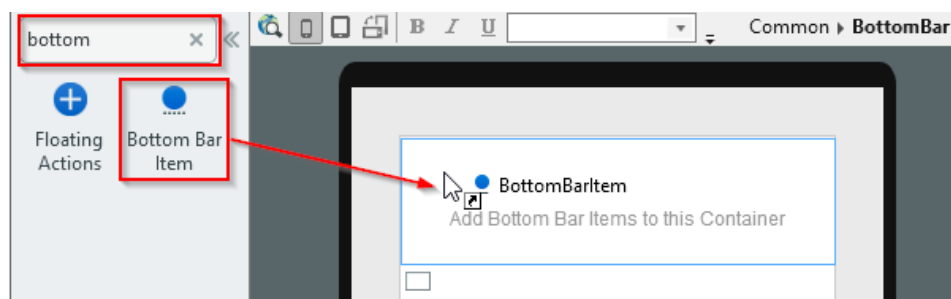 bottom
B I U
Common BottomBar
Floating
Actions
Bottom Bar
Item
BottomBarItem
Add Bottom Bar Items to this Container